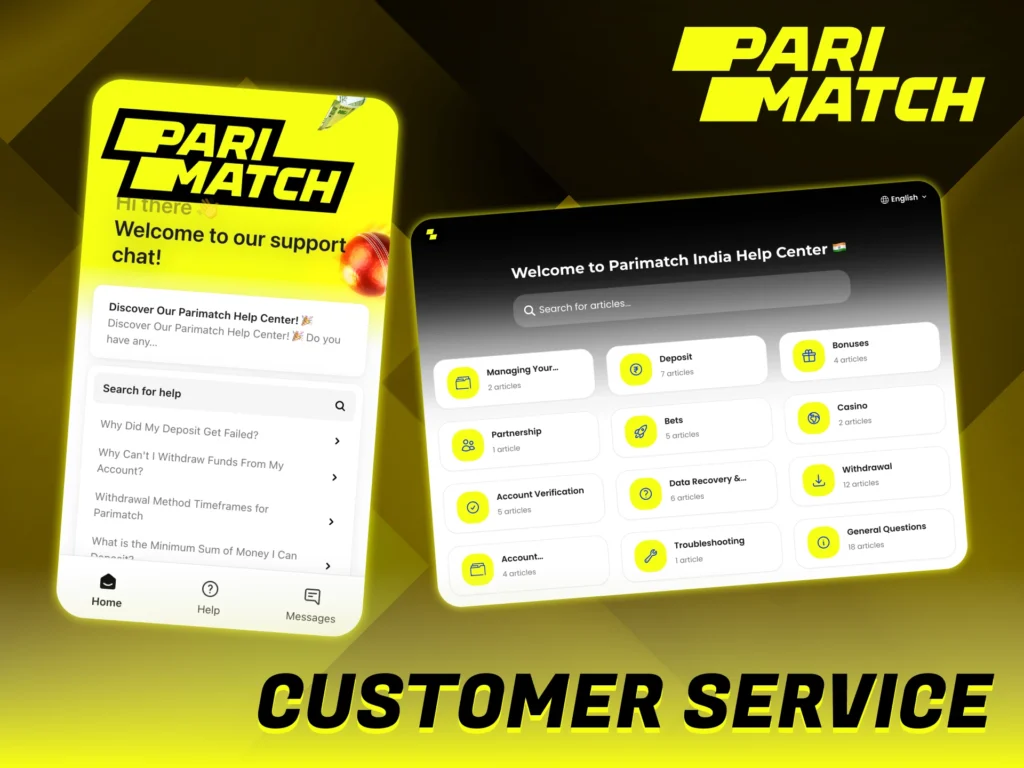 PARI
MATCH
PARI
MATCH
Hi there 👋
Welcome to our support
chat!
Discover Our Parimatch Help Center! 🎉
Discover Our Parimatch Help Center! 🎉 Do you
have any...
Search for help
Why Did My Deposit Get Failed?
Why Can't I Withdraw Funds From My
Account?
Withdrawal Method Timeframes for
Parimatch
What is the Minimum Sum of Money I Can
Deposit?
Home
Help
Messages
English
Welcome to Parimatch India Help Center 🇮🇳
Search for articles...
Managing Your...
2 articles
Deposit
7 articles
Bonuses
4 articles
Partnership
1 article
Bets
5 articles
Casino
2 articles
Account Verification
5 articles
Data Recovery &...
6 articles
Withdrawal
12 articles
Account...
4 articles
Troubleshooting
1 article
General Questions
18 articles
CUSTOMER SERVICE